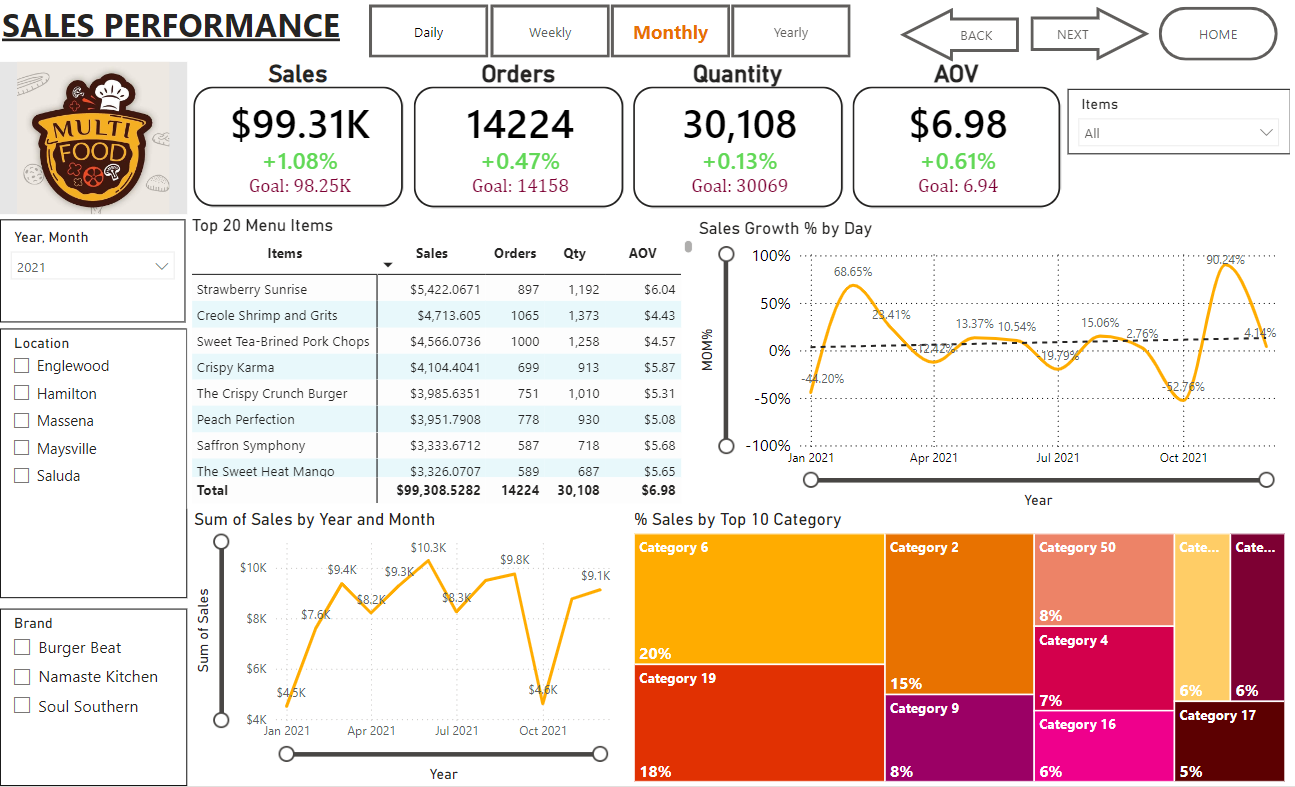 SALES PERFORMANCE
Daily
Weekly
Monthly
Yearly
BACK
NEXT
HOME
MULTI
FOOD
Sales
$99.31K
+1.08%
Goal: 98.25K
Orders
14224
+0.47%
Goal: 14158
Quantity
30,108
+0.13%
Goal: 30069
AOV
$6.98
+0.61%
Goal: 6.94
Items
All
Year, Month
2021
Location
Englewood
Hamilton
Massena
Maysville
Saluda
Brand
Burger Beat
Namaste Kitchen
Soul Southern
Top 20 Menu Items
Items Sales Orders Qty AOV
Strawberry Sunrise $5,422.0671 897 1,192 $6.04
Creole Shrimp and Grits $4,713.605 1065 1,373 $4.43
Sweet Tea-Brined Pork Chops $4,566.0736 1000 1,258 $4.57
Crispy Karma $4,104.4041 699 913 $5.87
The Crispy Crunch Burger $3,985.6351 751 1,010 $5.31
Peach Perfection $3,951.7908 778 930 $5.08
Saffron Symphony $3,333.6712 587 718 $5.68
The Sweet Heat Mango $3,326.0707 589 687 $5.65
Total $99,308.5282 14224 30,108 $6.98
Sales Growth % by Day
MOM%
100%
50%
0%
-50%
-100%
-44.20%
68.65%
23.41%
-12.42%
13.37%
10.54%
-19.79%
15.06%
2.76%
-52.76%
90.24%
4.14%
Jan 2021 Apr 2021 Jul 2021 Oct 2021
Year
Sum of Sales by Year and Month
Sum of Sales
$10K
$8K
$6K
$4K
$4.5K
$7.6K
$9.4K
$8.2K
$9.3K
$10.3K
$8.3K
$9.8K
$4.6K
$9.1K
Jan 2021 Apr 2021 Jul 2021 Oct 2021
Year
% Sales by Top 10 Category
Category 6
20%
Category 19
18%
Category 2
15%
Category 9
8%
Category 50
8%
Category 4
7%
Category 16
6%
Cate...
6%
Cate...
6%
Category 17
5%